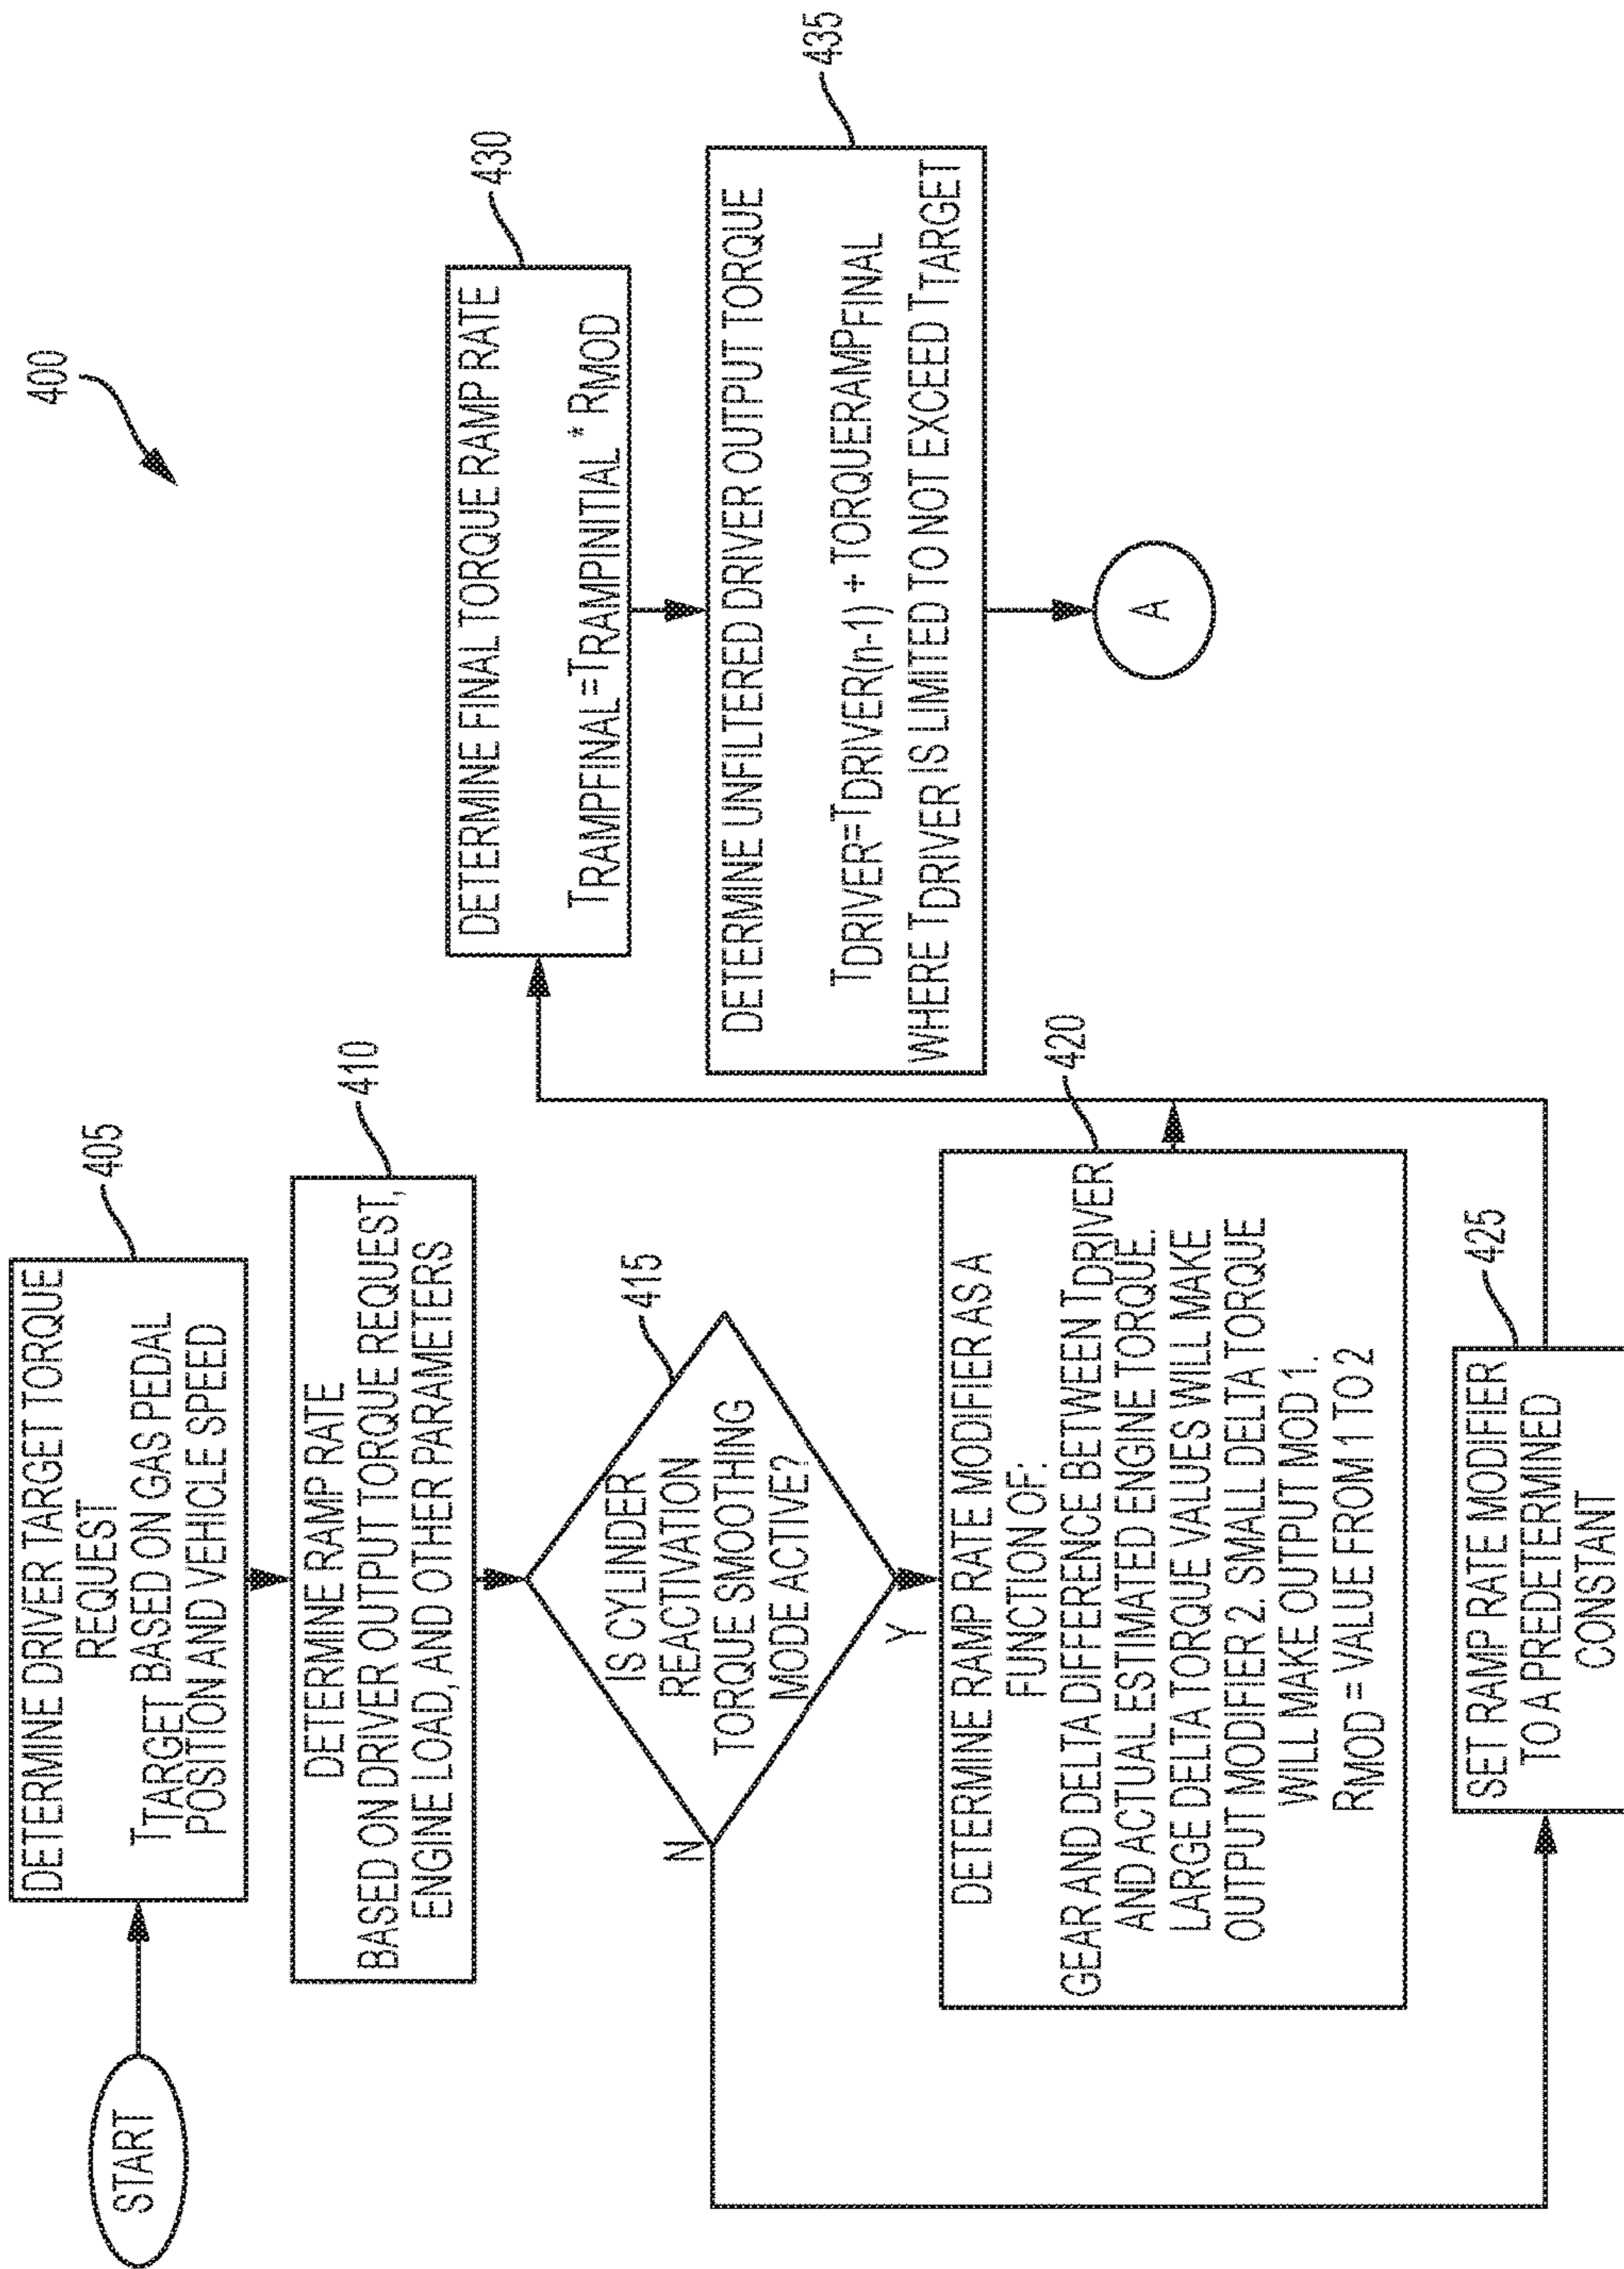 400
START
DETERMINE DRIVER TARGET TORQUE
REQUEST
TTARGET BASED ON GAS PEDAL
POSITION AND VEHICLE SPEED
405
DETERMINE RAMP RATE
BASED ON DRIVER OUTPUT TORQUE REQUEST,
ENGINE LOAD, AND OTHER PARAMETERS
410
IS CYLINDER
REACTIVATION
TORQUE SMOOTHING
MODE ACTIVE?
415
N
Y
DETERMINE RAMP RATE MODIFIER AS A
FUNCTION OF:
GEAR AND DELTA DIFFERENCE BETWEEN TDRIVER
AND ACTUAL ESTIMATED ENGINE TORQUE.
LARGE DELTA TORQUE VALUES WILL MAKE
OUTPUT MODIFIER 2. SMALL DELTA TORQUE
WILL MAKE OUTPUT MOD 1.
RMOD = VALUE FROM 1 TO 2
420
SET RAMP RATE MODIFIER
TO A PREDETERMINED
CONSTANT
425
DETERMINE FINAL TORQUE RAMP RATE
TRAMPFINAL=TRAMPINITIAL * RMOD
430
DETERMINE UNFILTERED DRIVER OUTPUT TORQUE
TDRIVER=TDRIVER(n-1) + TORQUERAMPFINAL
WHERE TDRIVER IS LIMITED TO NOT EXCEED TTARGET
435
A